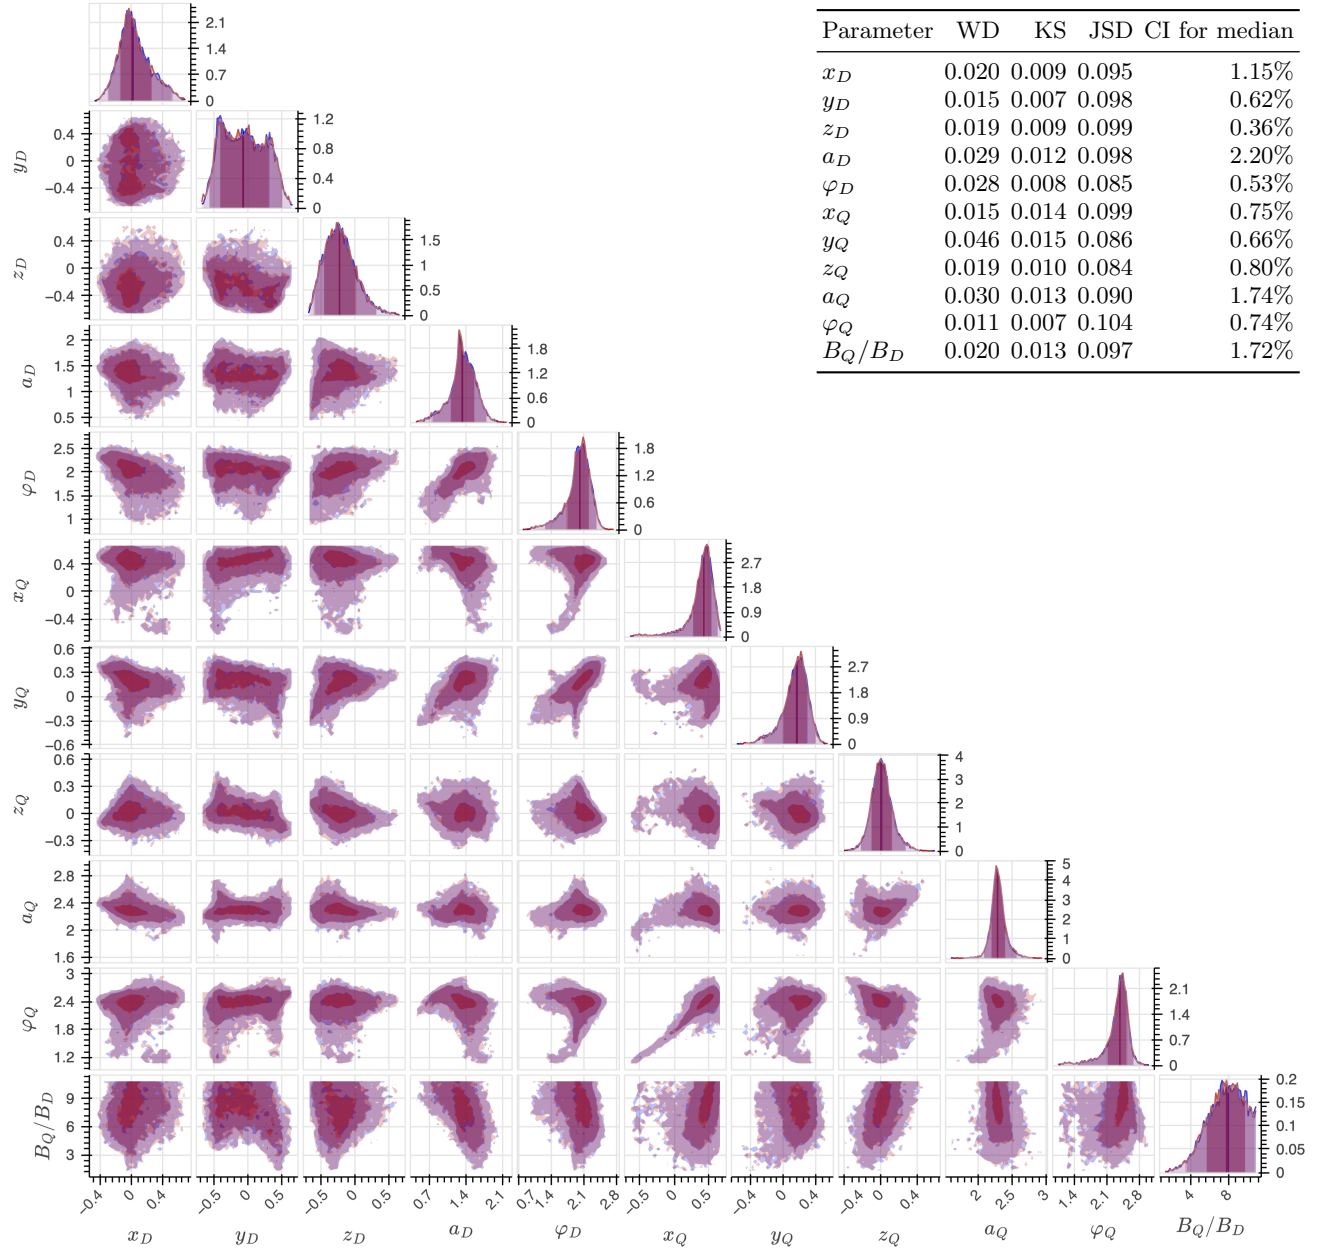 Parameter WD KS JSD CI for median
x_D 0.020 0.009 0.095 1.15%
y_D 0.015 0.007 0.098 0.62%
z_D 0.019 0.009 0.099 0.36%
a_D 0.029 0.012 0.098 2.20%
φ_D 0.028 0.008 0.085 0.53%
x_Q 0.015 0.014 0.099 0.75%
y_Q 0.046 0.015 0.086 0.66%
z_Q 0.019 0.010 0.084 0.80%
a_Q 0.030 0.013 0.090 1.74%
φ_Q 0.011 0.007 0.104 0.74%
B_Q/B_D 0.020 0.013 0.097 1.72%
2.1
1.4
0.7
0
y_D
0.4
0
−0.4
1.2
0.8
0.4
0
z_D
0.4
0
−0.4
1.5
1
0.5
0
a_D
2
1.5
1
0.5
1.8
1.2
0.6
0
φ_D
2.5
2
1.5
1
1.8
1.2
0.6
0
x_Q
0.4
0
−0.4
2.7
1.8
0.9
0
y_Q
0.6
0.3
0
−0.3
−0.6
2.7
1.8
0.9
0
z_Q
0.6
0.3
0
−0.3
4
3
2
1
0
a_Q
2.8
2.4
2
1.6
5
4
3
2
1
0
φ_Q
3
2.4
1.8
1.2
2.1
1.4
0.7
0
B_Q/B_D
9
6
3
0.2
0.15
0.1
0.05
0
−0.4 0 0.4
−0.5 0 0.5
−0.5 0 0.5
0.7 1.4 2.1
0.7 1.4 2.1 2.8
0 0.5
0 0.4
−0.4 0 0.4
2 2.5 3
1.4 2.1 2.8
4 8
x_D y_D z_D a_D φ_D x_Q y_Q z_Q a_Q φ_Q B_Q/B_D